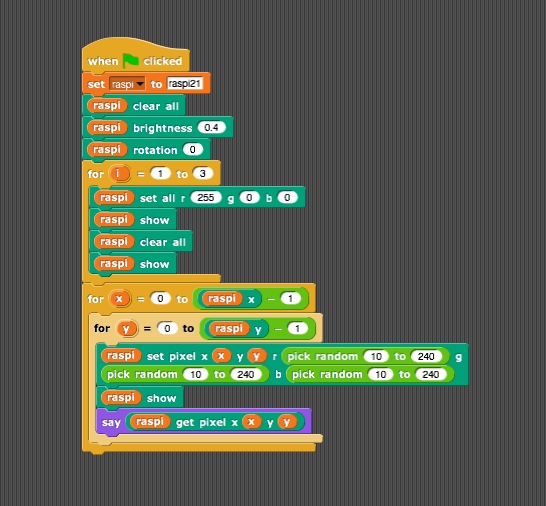 when clicked
set raspi to raspi21
raspi clear all
raspi brightness 0.4
raspi rotation 0
for i = 1 to 3
raspi set all r 255 g 0 b 0
raspi show
raspi clear all
raspi show
for x = 0 to raspi x - 1
for y = 0 to raspi y - 1
raspi set pixel x x y y r pick random 10 to 240 g
pick random 10 to 240 b pick random 10 to 240
raspi show
say raspi get pixel x x y y